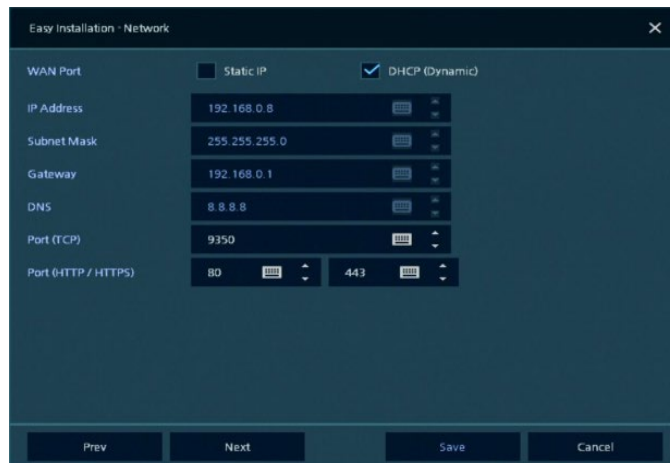 Easy Installation - Network
WAN Port Static IP DHCP (Dynamic)
IP Address 192.168.0.8
Subnet Mask 255.255.255.0
Gateway 192.168.0.1
DNS 8.8.8.8
Port (TCP) 9350
Port (HTTP / HTTPS) 80 443
Prev Next Save Cancel